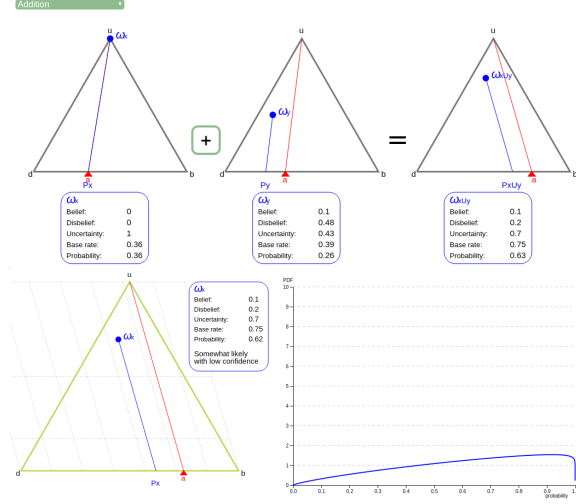 Addition
u
ωx
d
b
a
Px
ωx
Belief: 0
Disbelief: 0
Uncertainty: 1
Base rate: 0.36
Probability: 0.36
+
u
ωy
d
b
a
Py
ωy
Belief: 0.1
Disbelief: 0.48
Uncertainty: 0.43
Base rate: 0.39
Probability: 0.26
=
u
ωxUy
d
b
a
PxUy
ωxUy
Belief: 0.1
Disbelief: 0.2
Uncertainty: 0.7
Base rate: 0.75
Probability: 0.63
u
ωx
d
b
a
Px
ωx
Belief: 0.1
Disbelief: 0.2
Uncertainty: 0.7
Base rate: 0.75
Probability: 0.62
Somewhat likely
with low confidence
PDF
10
9
8
7
6
5
4
3
2
1
0
0.0 0.1 0.2 0.3 0.4 0.5 0.6 0.7 0.8 0.9
probability